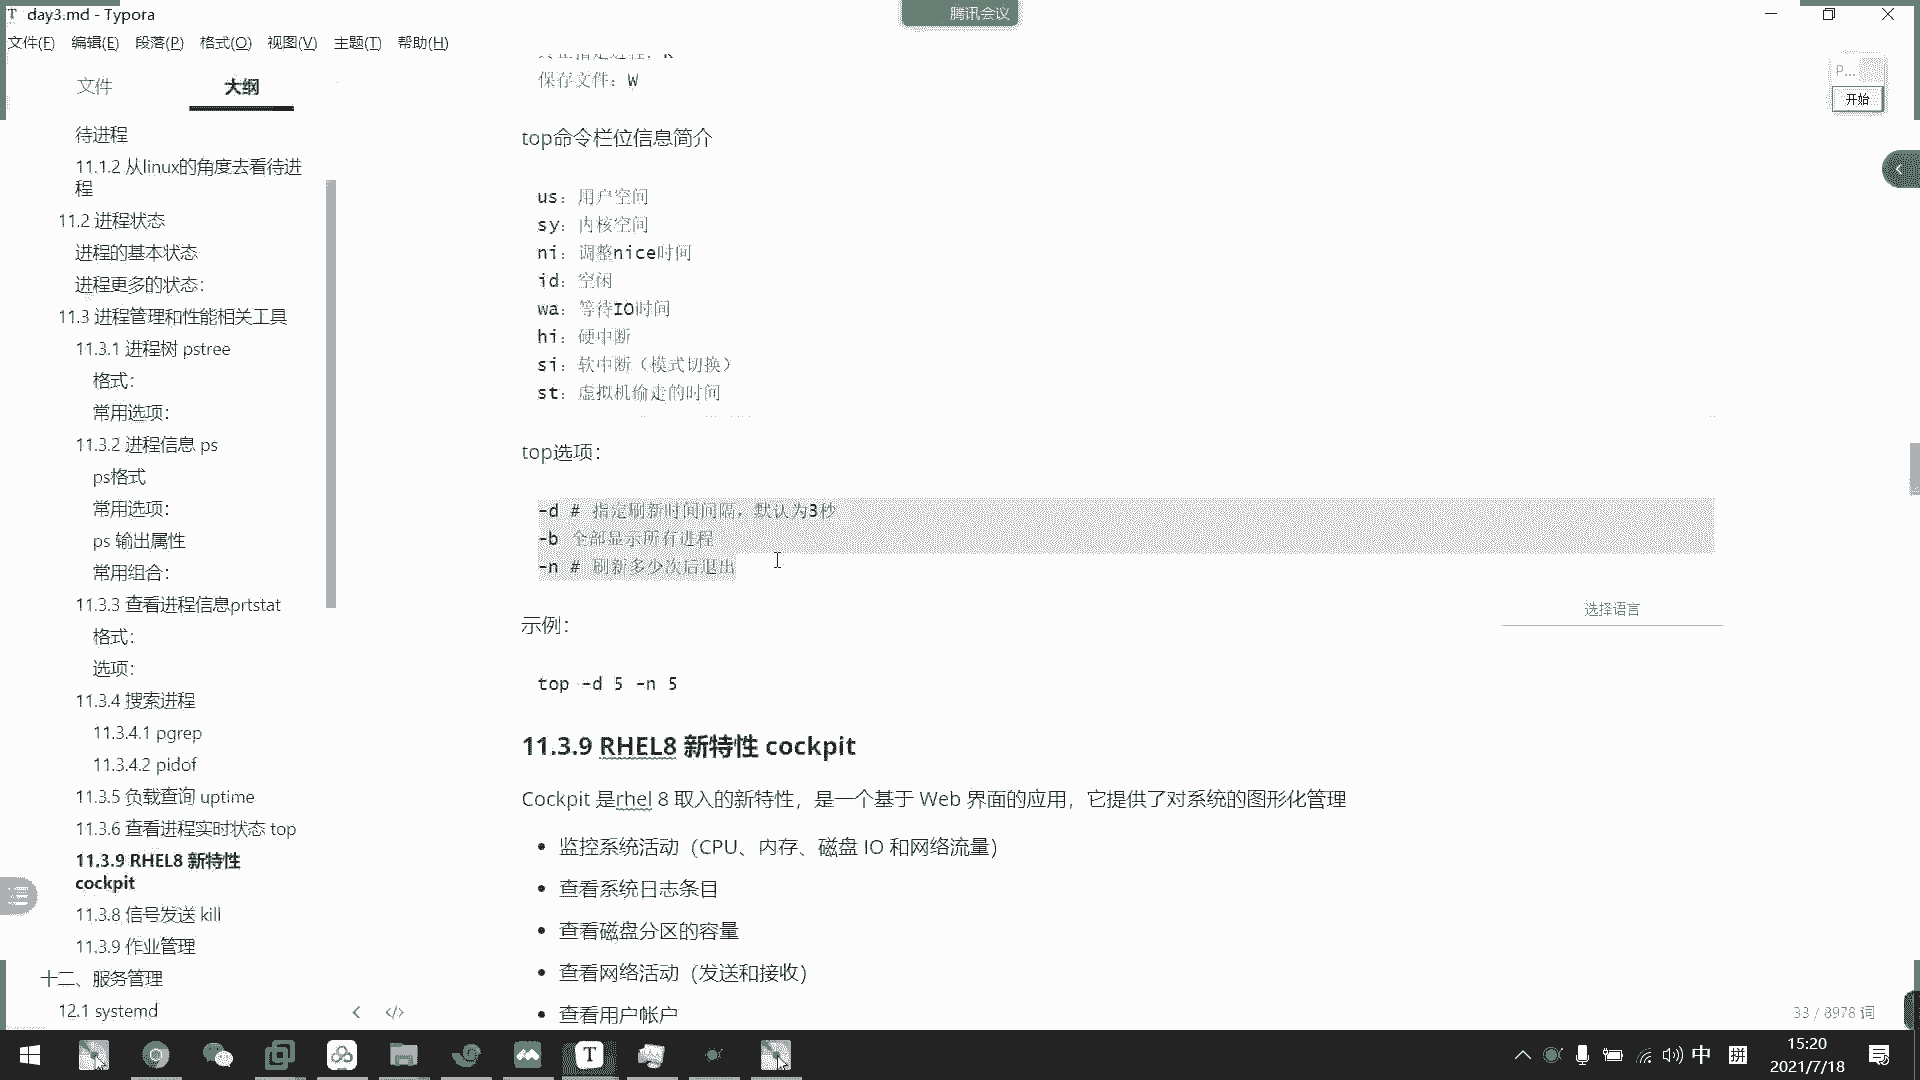 day3.md - Typora
腾讯会议
文件(F) 编辑(E) 段落(P) 格式(O) 视图(V) 主题(T) 帮助(H)
文件 大纲
待进程
11.1.2 从linux的角度去看待进
程
11.2 进程状态
进程的基本状态
进程更多的状态：
11.3 进程管理和性能相关工具
11.3.1 进程树 pstree
格式：
常用选项：
11.3.2 进程信息 ps
ps格式
常用选项：
ps 输出属性
常用组合：
11.3.3 查看进程信息prtstat
格式：
选项：
11.3.4 搜索进程
11.3.4.1 pgrep
11.3.4.2 pidof
11.3.5 负载查询 uptime
11.3.6 查看进程实时状态 top
11.3.9 RHEL8 新特性
cockpit
11.3.8 信号发送 kill
11.3.9 作业管理
十二、服务管理
12.1 systemd
保存文件：W
top命令栏位信息简介
us：用户空间
sy：内核空间
ni：调整nice时间
id：空闲
wa：等待IO时间
hi：硬中断
si：软中断（模式切换）
st：虚拟机偷走的时间
top选项：
-d # 指定刷新时间间隔，默认为3秒
-b 全部显示所有进程
-n # 刷新多少次后退出
选择语言
示例：
top -d 5 -n 5
11.3.9 RHEL8 新特性 cockpit
Cockpit 是rhel 8 取入的新特性，是一个基于 Web 界面的应用，它提供了对系统的图形化管理
• 监控系统活动（CPU、内存、磁盘 IO 和网络流量）
• 查看系统日志条目
• 查看磁盘分区的容量
• 查看网络活动（发送和接收）
• 查看用户帐户
P...
开始
33 / 8978 词
中 拼
15:20
2021/7/18